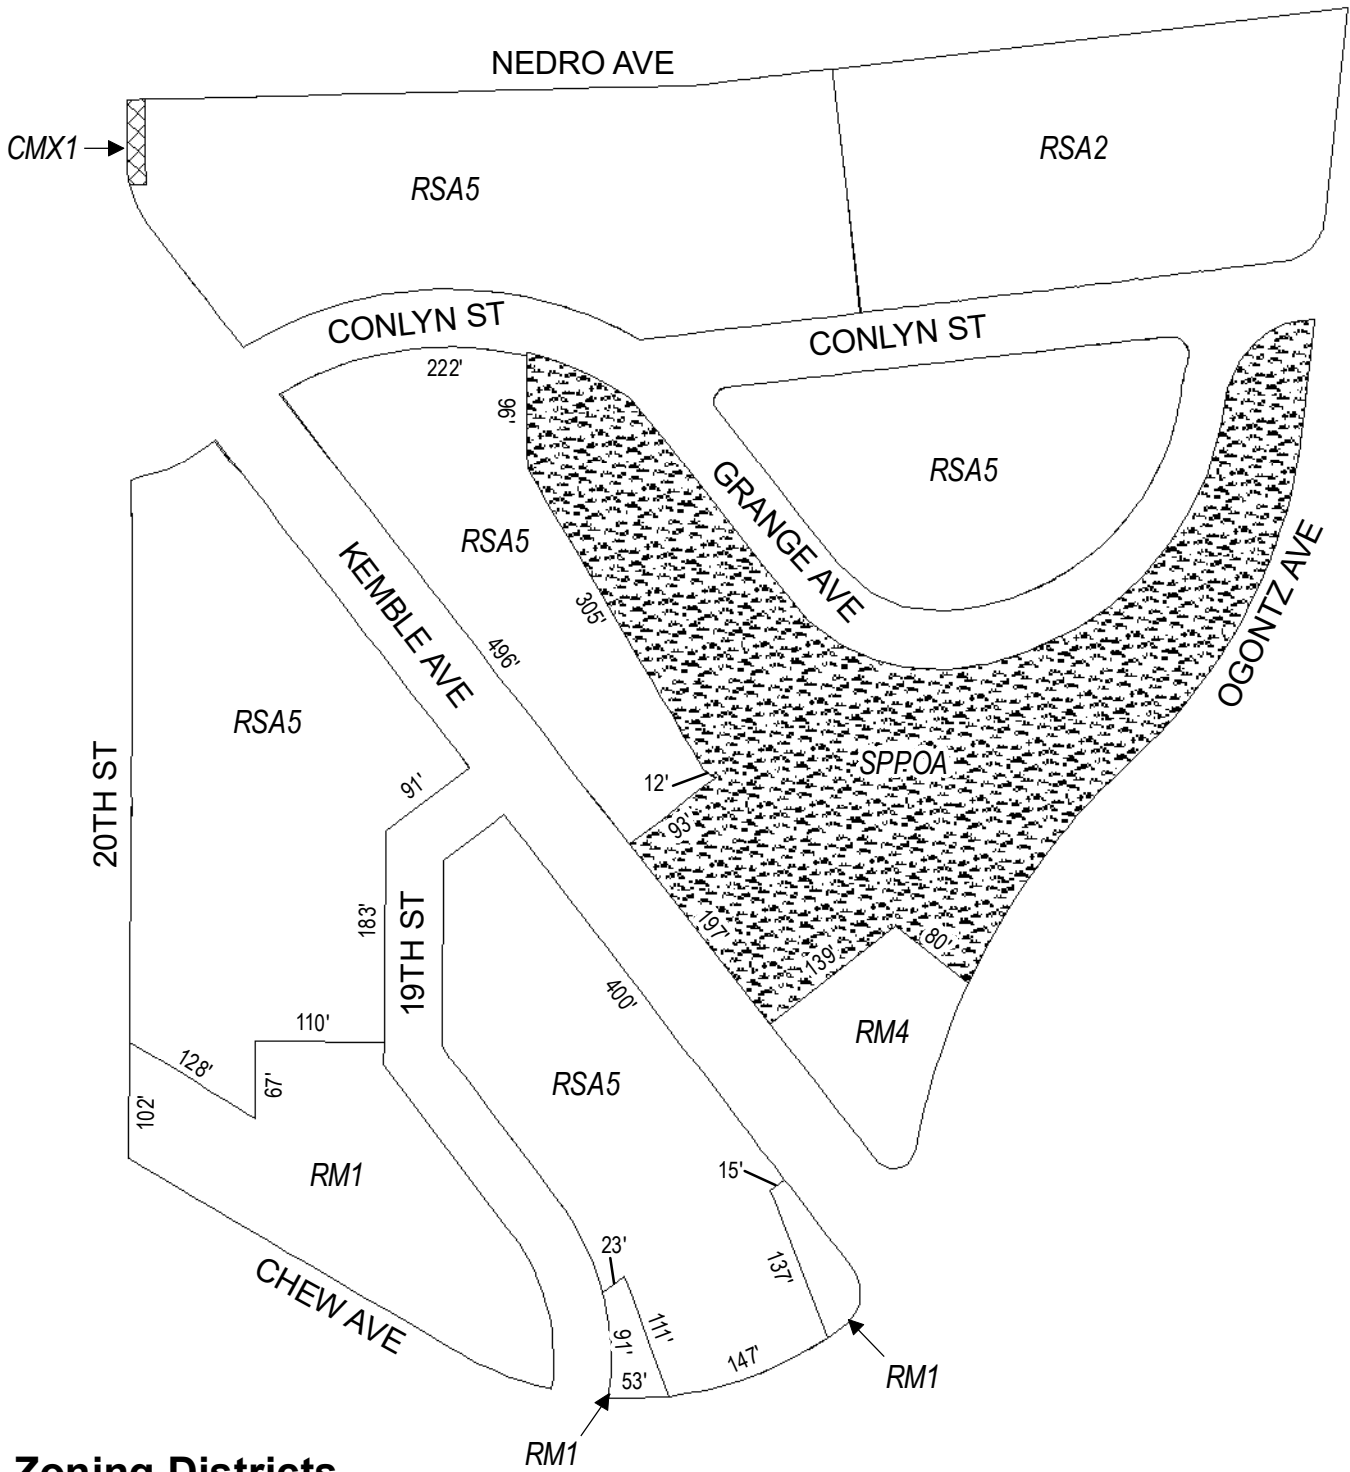 NEDRO AVE
CMX1
RSA5
RSA2
CONLYN ST
CONLYN ST
222'
96'
RSA5
GRANGE AVE
RSA5
KEMBLE AVE
305'
496'
OGONTZ AVE
RSA5
20TH ST
SPPOA
91'
12'
93'
183'
19TH ST
197'
139'
80'
400'
110'
RM4
128'
67'
102'
RSA5
RM1
15'
23'
137'
CHEW AVE
91'
111'
147'
53'
RM1
RM1
Zoning Districts